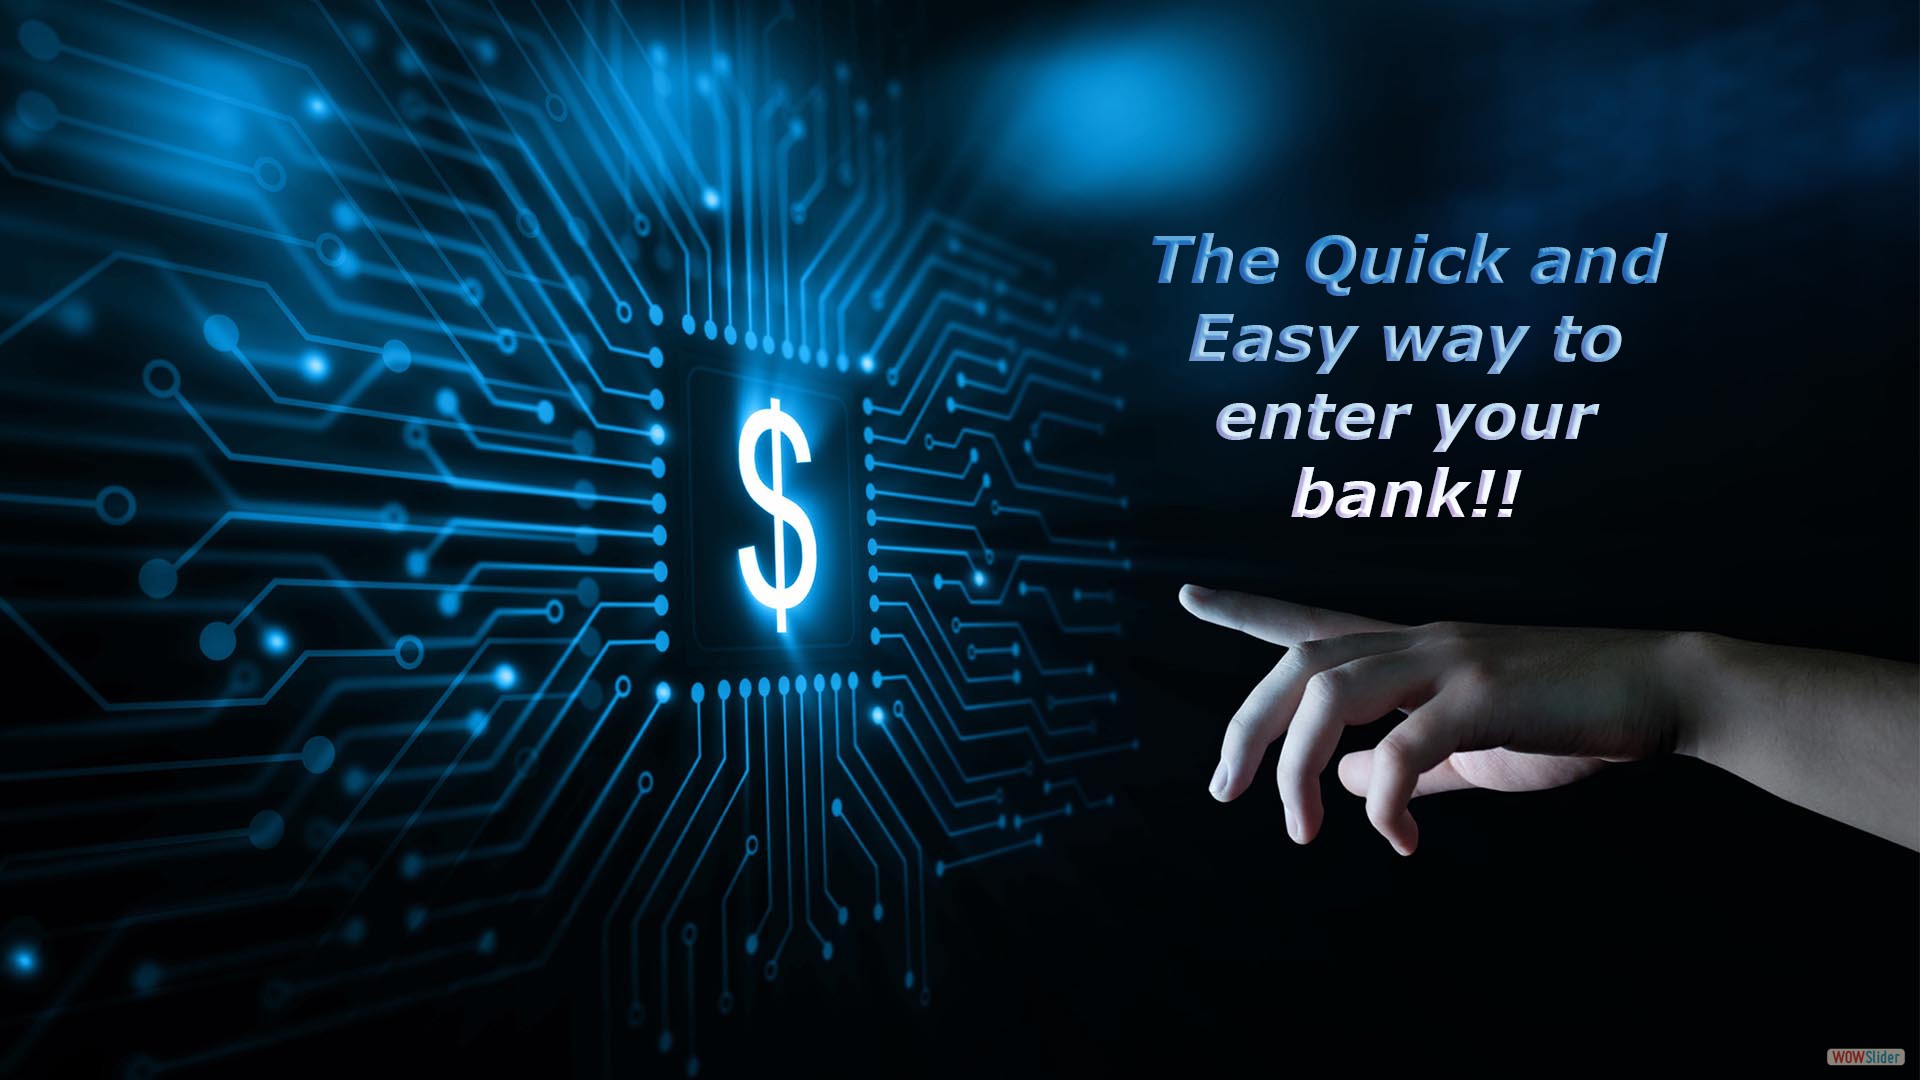 The Quick and
Easy way to
enter your
bank!!
$
WOWSlider